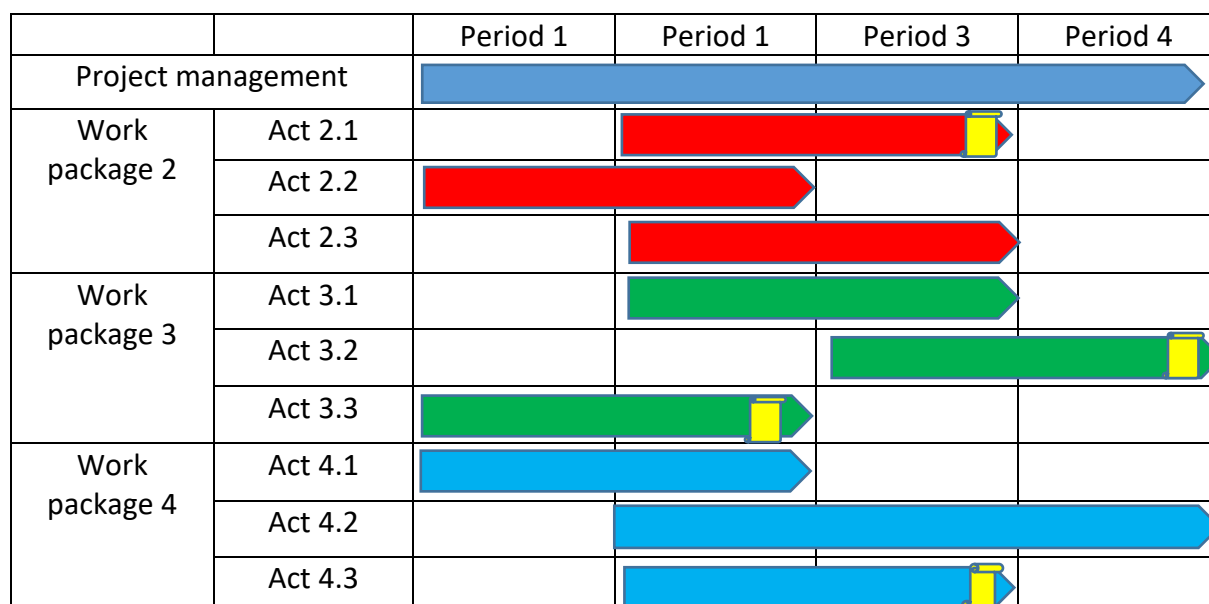 Period 1 Period 1 Period 3 Period 4
Project management
Work
package 2
Act 2.1
Act 2.2
Act 2.3
Work
package 3
Act 3.1
Act 3.2
Act 3.3
Work
package 4
Act 4.1
Act 4.2
Act 4.3